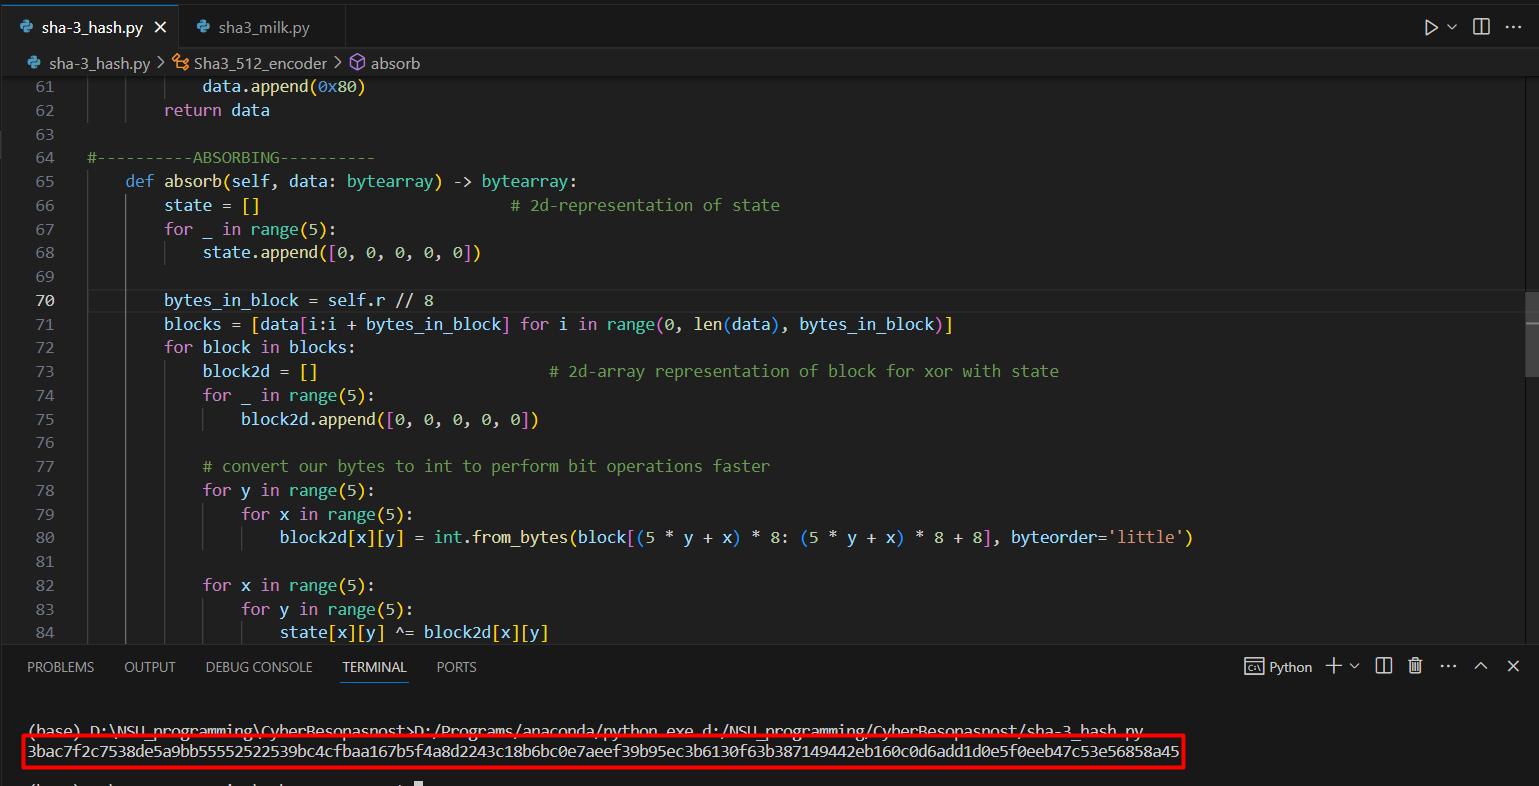 sha-3_hash.py
sha3_milk.py
sha-3_hash.py > Sha3_512_encoder > absorb
61 data.append(0x80)
62 return data
63
64 #----------ABSORBING----------
65 def absorb(self, data: bytearray) -> bytearray:
66 state = [] # 2d-representation of state
67 for _ in range(5):
68 state.append([0, 0, 0, 0, 0])
69
70 bytes_in_block = self.r // 8
71 blocks = [data[i:i + bytes_in_block] for i in range(0, len(data), bytes_in_block)]
72 for block in blocks:
73 block2d = [] # 2d-array representation of block for xor with state
74 for _ in range(5):
75 block2d.append([0, 0, 0, 0, 0])
76
77 # convert our bytes to int to perform bit operations faster
78 for y in range(5):
79 for x in range(5):
80 block2d[x][y] = int.from_bytes(block[(5 * y + x) * 8: (5 * y + x) * 8 + 8], byteorder='little')
81
82 for x in range(5):
83 for y in range(5):
84 state[x][y] ^= block2d[x][y]
PROBLEMS OUTPUT DEBUG CONSOLE TERMINAL PORTS Python
(base) D:\NSU_programming\CyberBesopasnost>D:/Programs/anaconda/python.exe d:/NSU_programming/CyberBesopasnost/sha-3_hash.py
3bac7f2c7538de5a9bb55552522539bc4cfbaa167b5f4a8d2243c18b6bc0e7aeef39b95ec3b6130f63b387149442eb160c0d6add1d0e5f0eeb47c53e56858a45